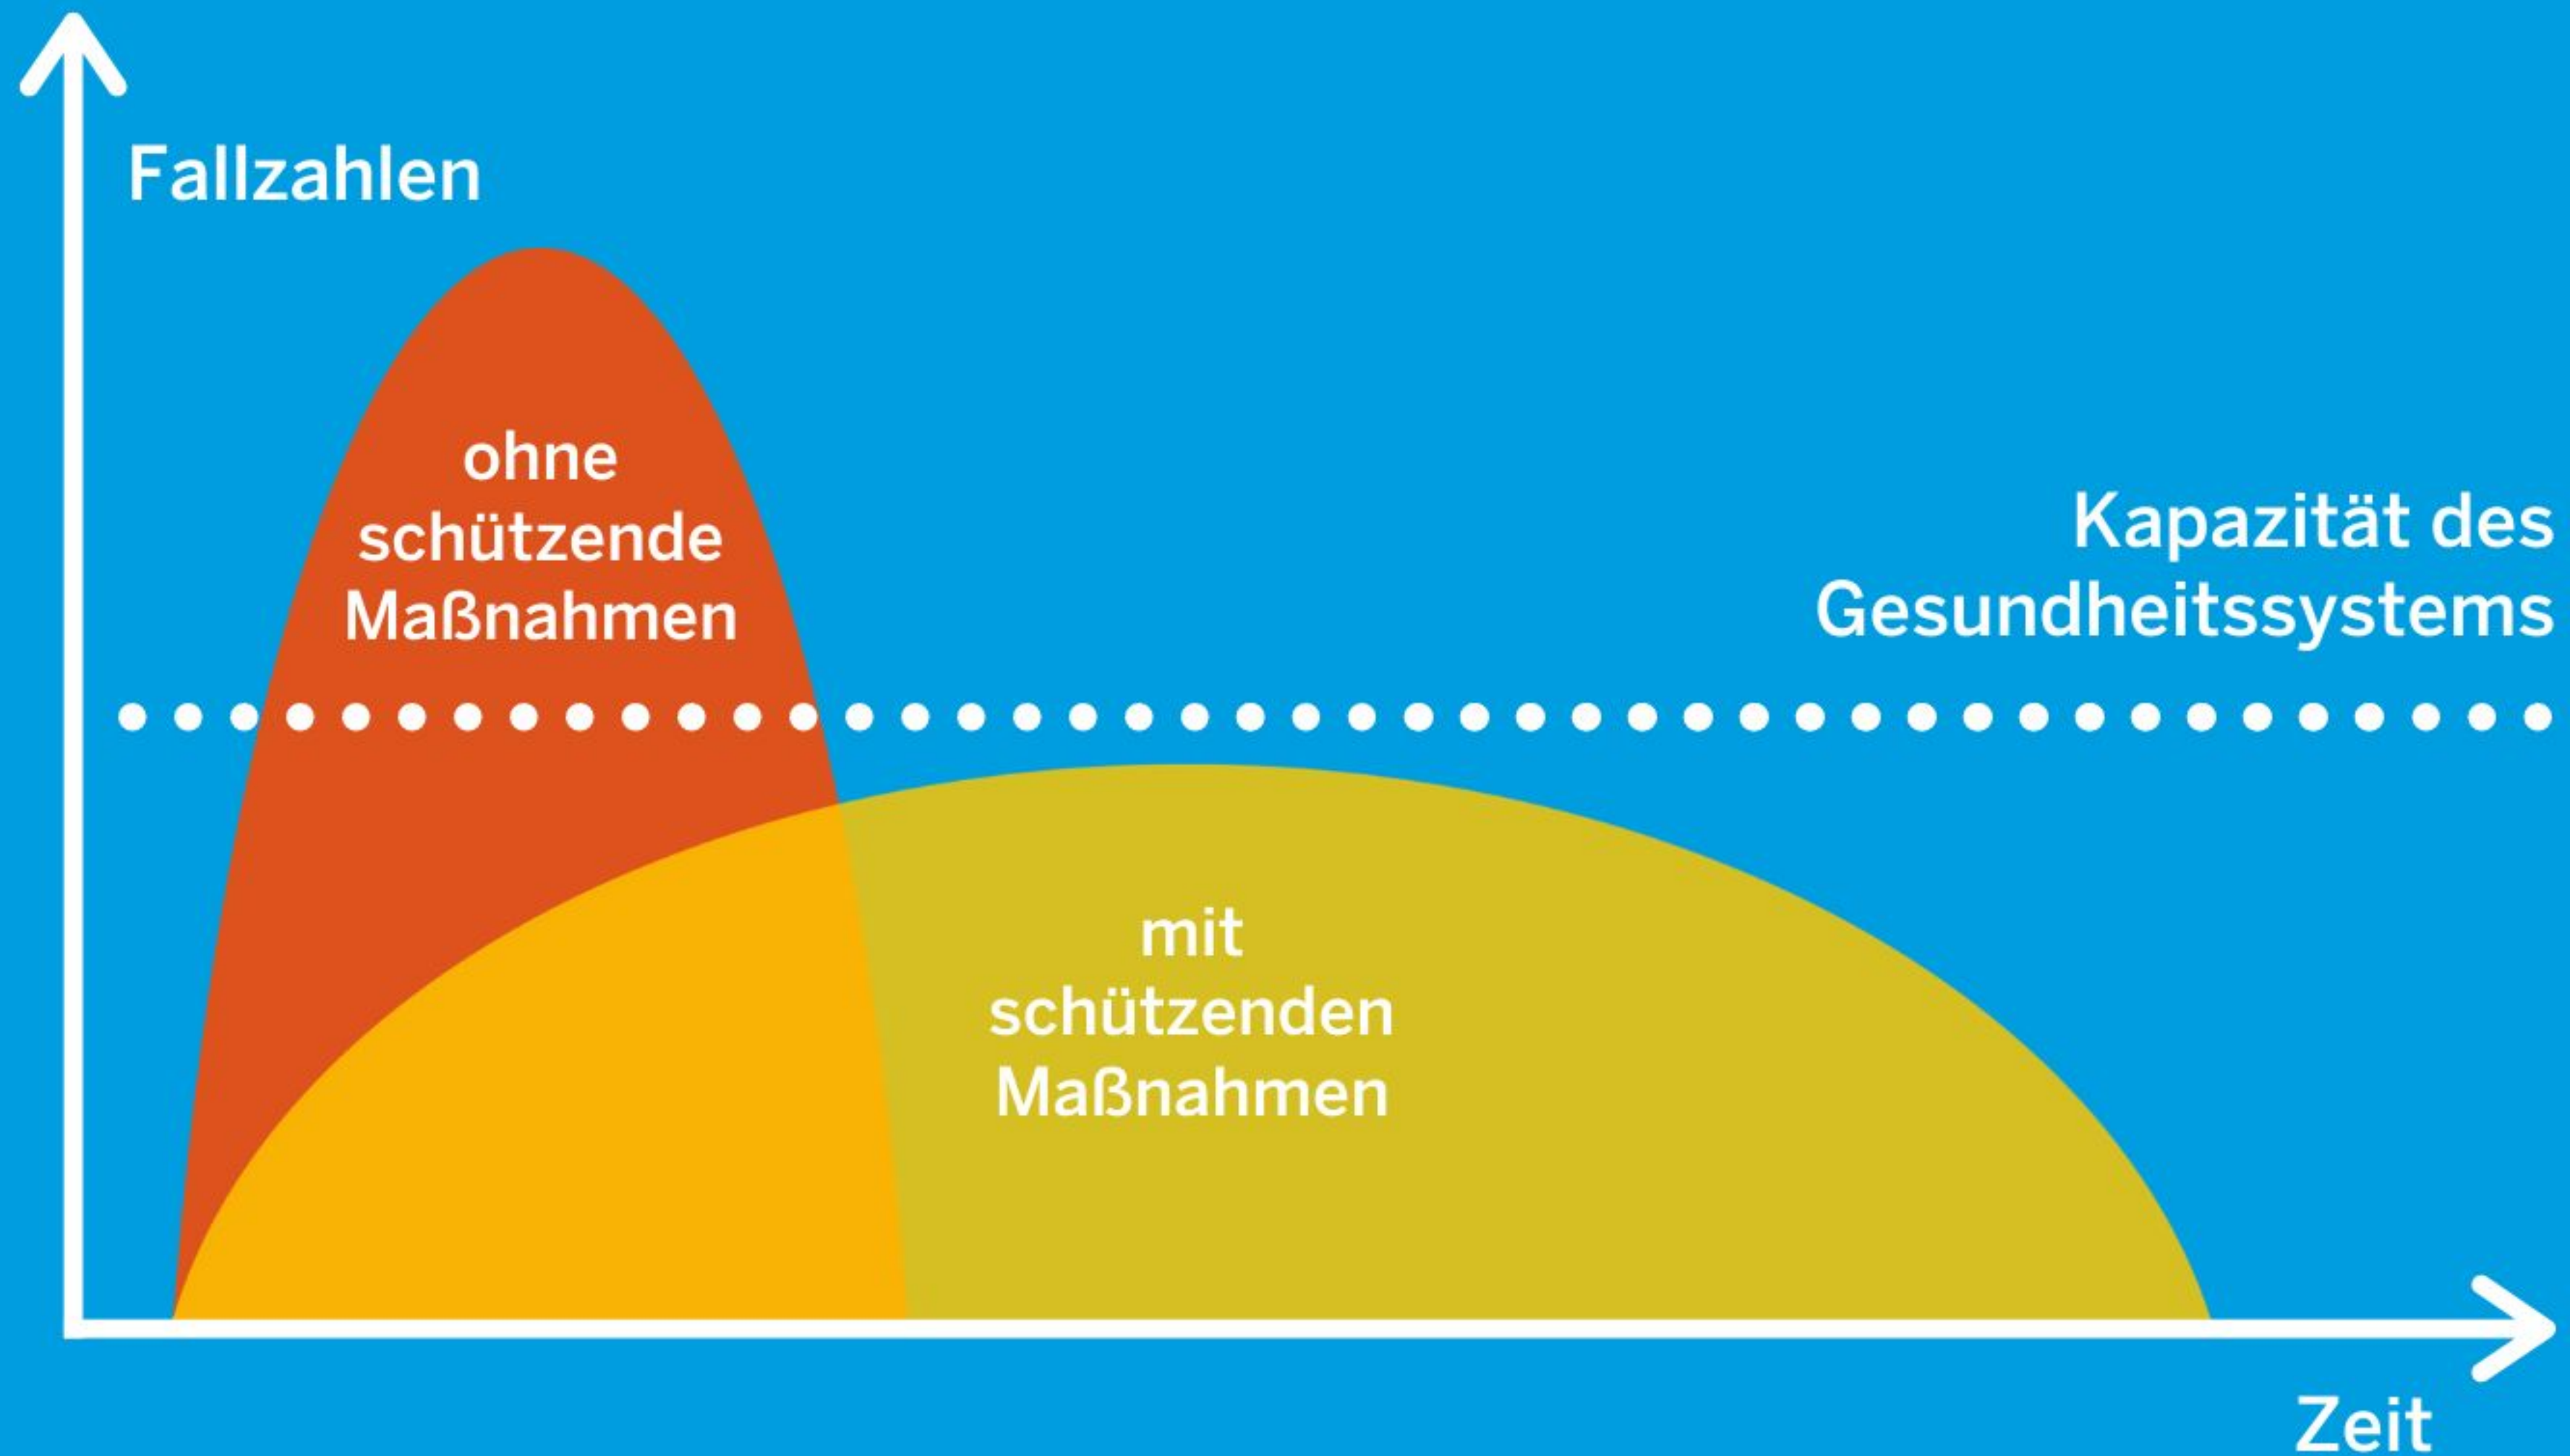 Fallzahlen
ohne
schützende
Maßnahmen
Kapazität des
Gesundheitssystems
mit
schützenden
Maßnahmen
Zeit